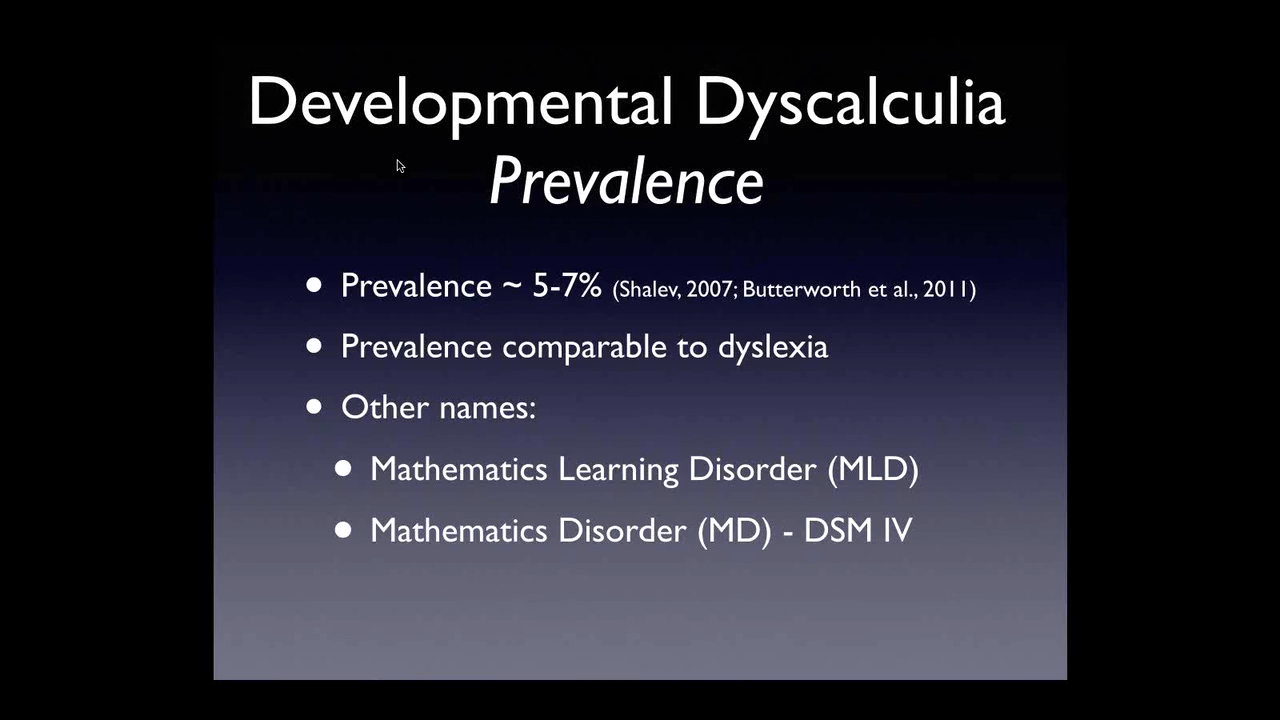 Developmental Dyscalculia
Prevalence
• Prevalence ~ 5-7% (Shalev, 2007; Butterworth et al., 2011)
• Prevalence comparable to dyslexia
• Other names:
• Mathematics Learning Disorder (MLD)
• Mathematics Disorder (MD) - DSM IV